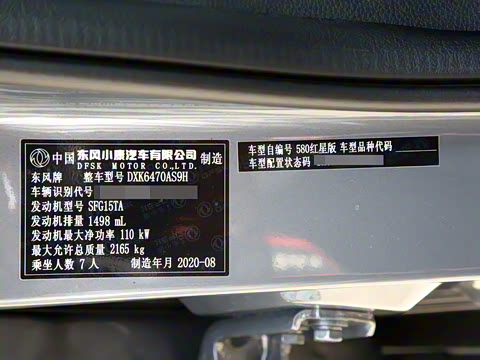 中国 东风小康汽车有限公司 制造
DFSK MOTOR CO.,LTD.
东风牌 整车型号 DXK6470AS9H
车辆识别代号
发动机型号 SFG15TA
发动机排量 1498 mL
发动机最大净功率 110 kW
最大允许总质量 2165 kg
乘坐人数 7 人 制造年月 2020-08
车型自编号 580红星版 车型品种代码
车型配置状态码